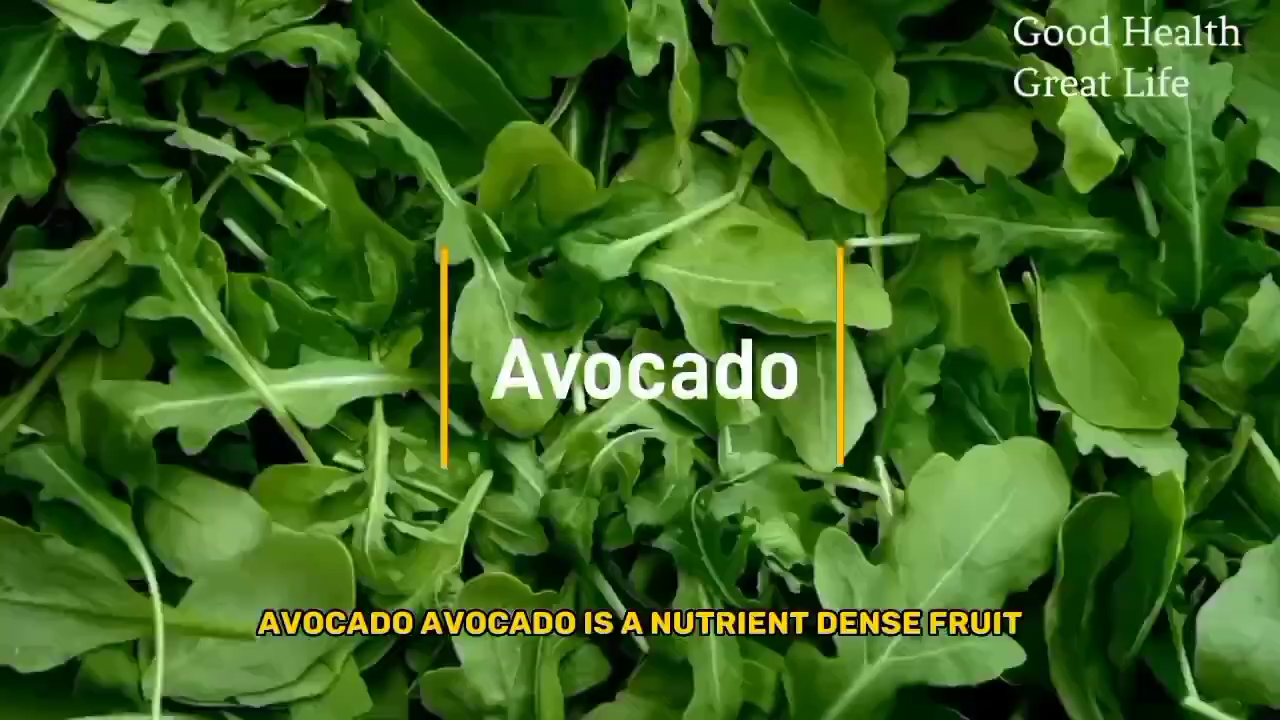 Good Health
Great Life
Avocado
AVOCADO AVOCADO IS A NUTRIENT DENSE FRUIT